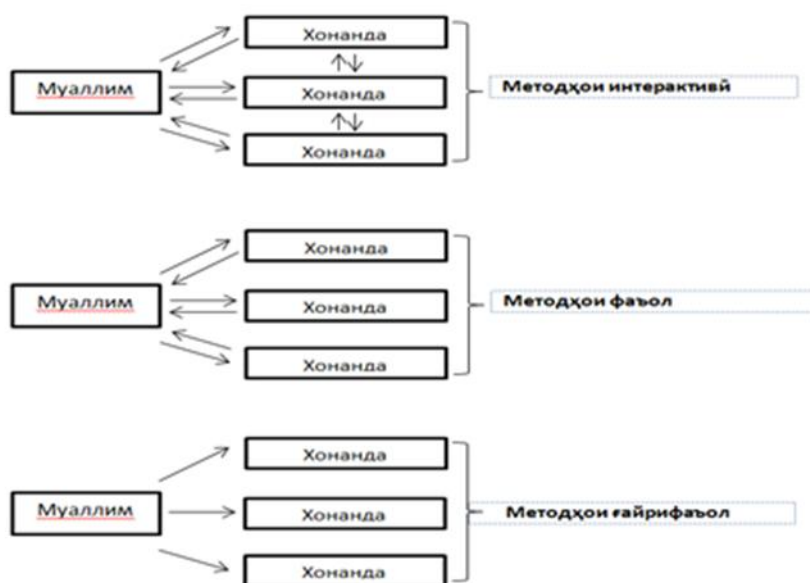 Хонанда
Муаллим
Хонанда
Методҳои интерактивӣ
Хонанда
Хонанда
Муаллим
Хонанда
Методҳои фаъол
Хонанда
Хонанда
Муаллим
Хонанда
Методҳои ғайрифаъол
Хонанда